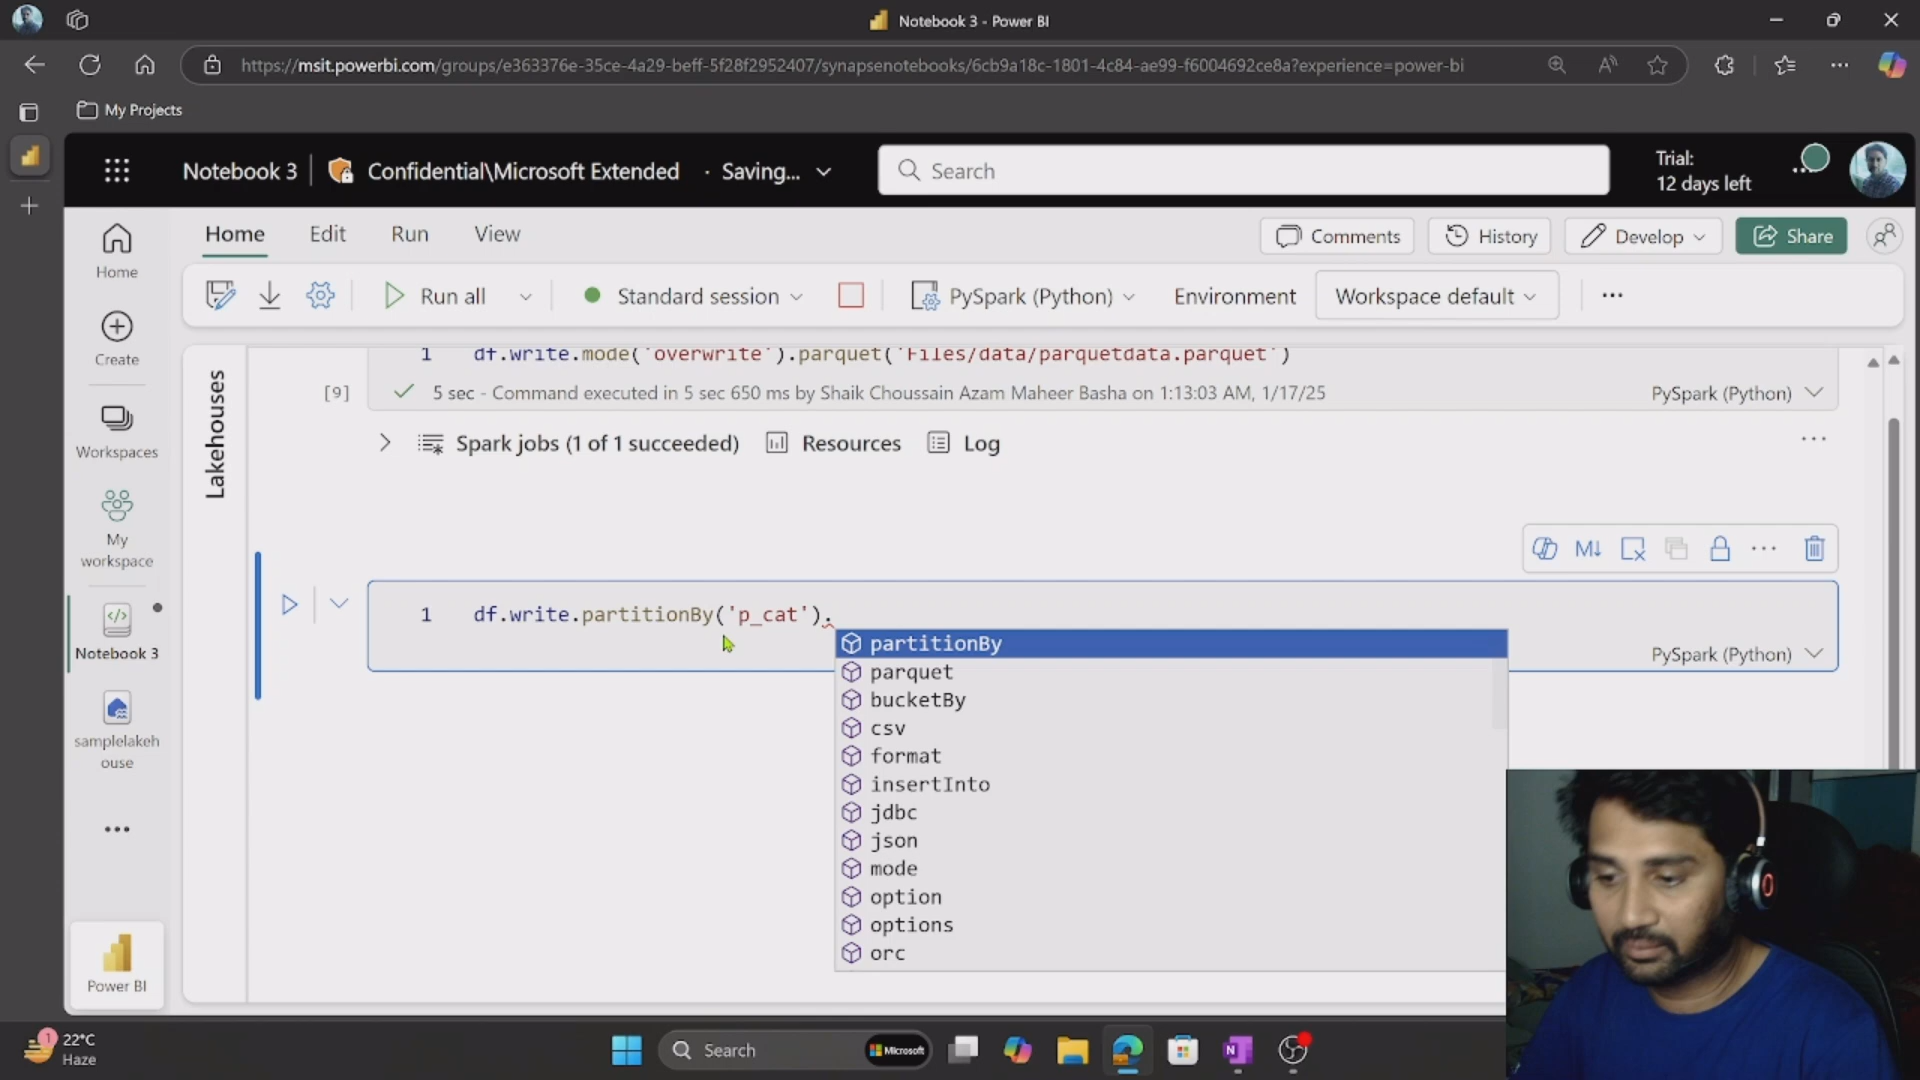 Notebook 3 - Power BI
https://msit.powerbi.com/groups/e363376e-35ce-4a29-beff-5f28f2952407/synapsenotebooks/6cb9a18c-1801-4c84-ae99-f6004692ce8a?experience=power-bi
My Projects
Notebook 3
Confidential\Microsoft Extended
· Saving...
Search
Trial:
12 days left
Home
Edit
Run
View
Comments
History
Develop
Share
Run all
Standard session
PySpark (Python)
Environment
Workspace default
Home
Create
Workspaces
My
workspace
Notebook 3
samplelakeh
ouse
Power BI
Lakehouses
1 df.write.mode('overwrite').parquet('Files/data/parquetdata.parquet')
[9]
5 sec - Command executed in 5 sec 650 ms by Shaik Choussain Azam Maheer Basha on 1:13:03 AM, 1/17/25
PySpark (Python)
Spark jobs (1 of 1 succeeded)
Resources
Log
M↓
1 df.write.partitionBy('p_cat').
PySpark (Python)
partitionBy
parquet
bucketBy
csv
format
insertInto
jdbc
json
mode
option
options
orc
1
22°C
Haze
Search
Microsoft